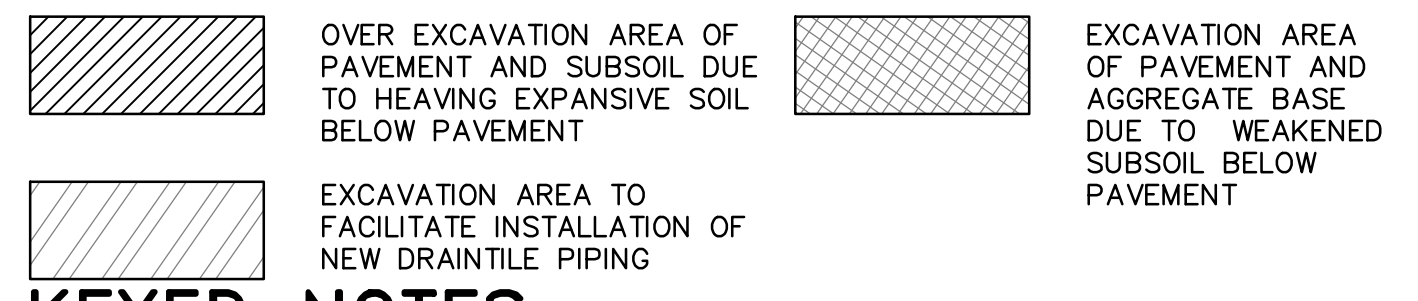 OVER EXCAVATION AREA OF
PAVEMENT AND SUBSOIL DUE
TO HEAVING EXPANSIVE SOIL
BELOW PAVEMENT
EXCAVATION AREA TO
FACILITATE INSTALLATION OF
NEW DRAINTILE PIPING
EXCAVATION AREA
OF PAVEMENT AND
AGGREGATE BASE
DUE TO WEAKENED
SUBSOIL BELOW
PAVEMENT
KEYED NOTES